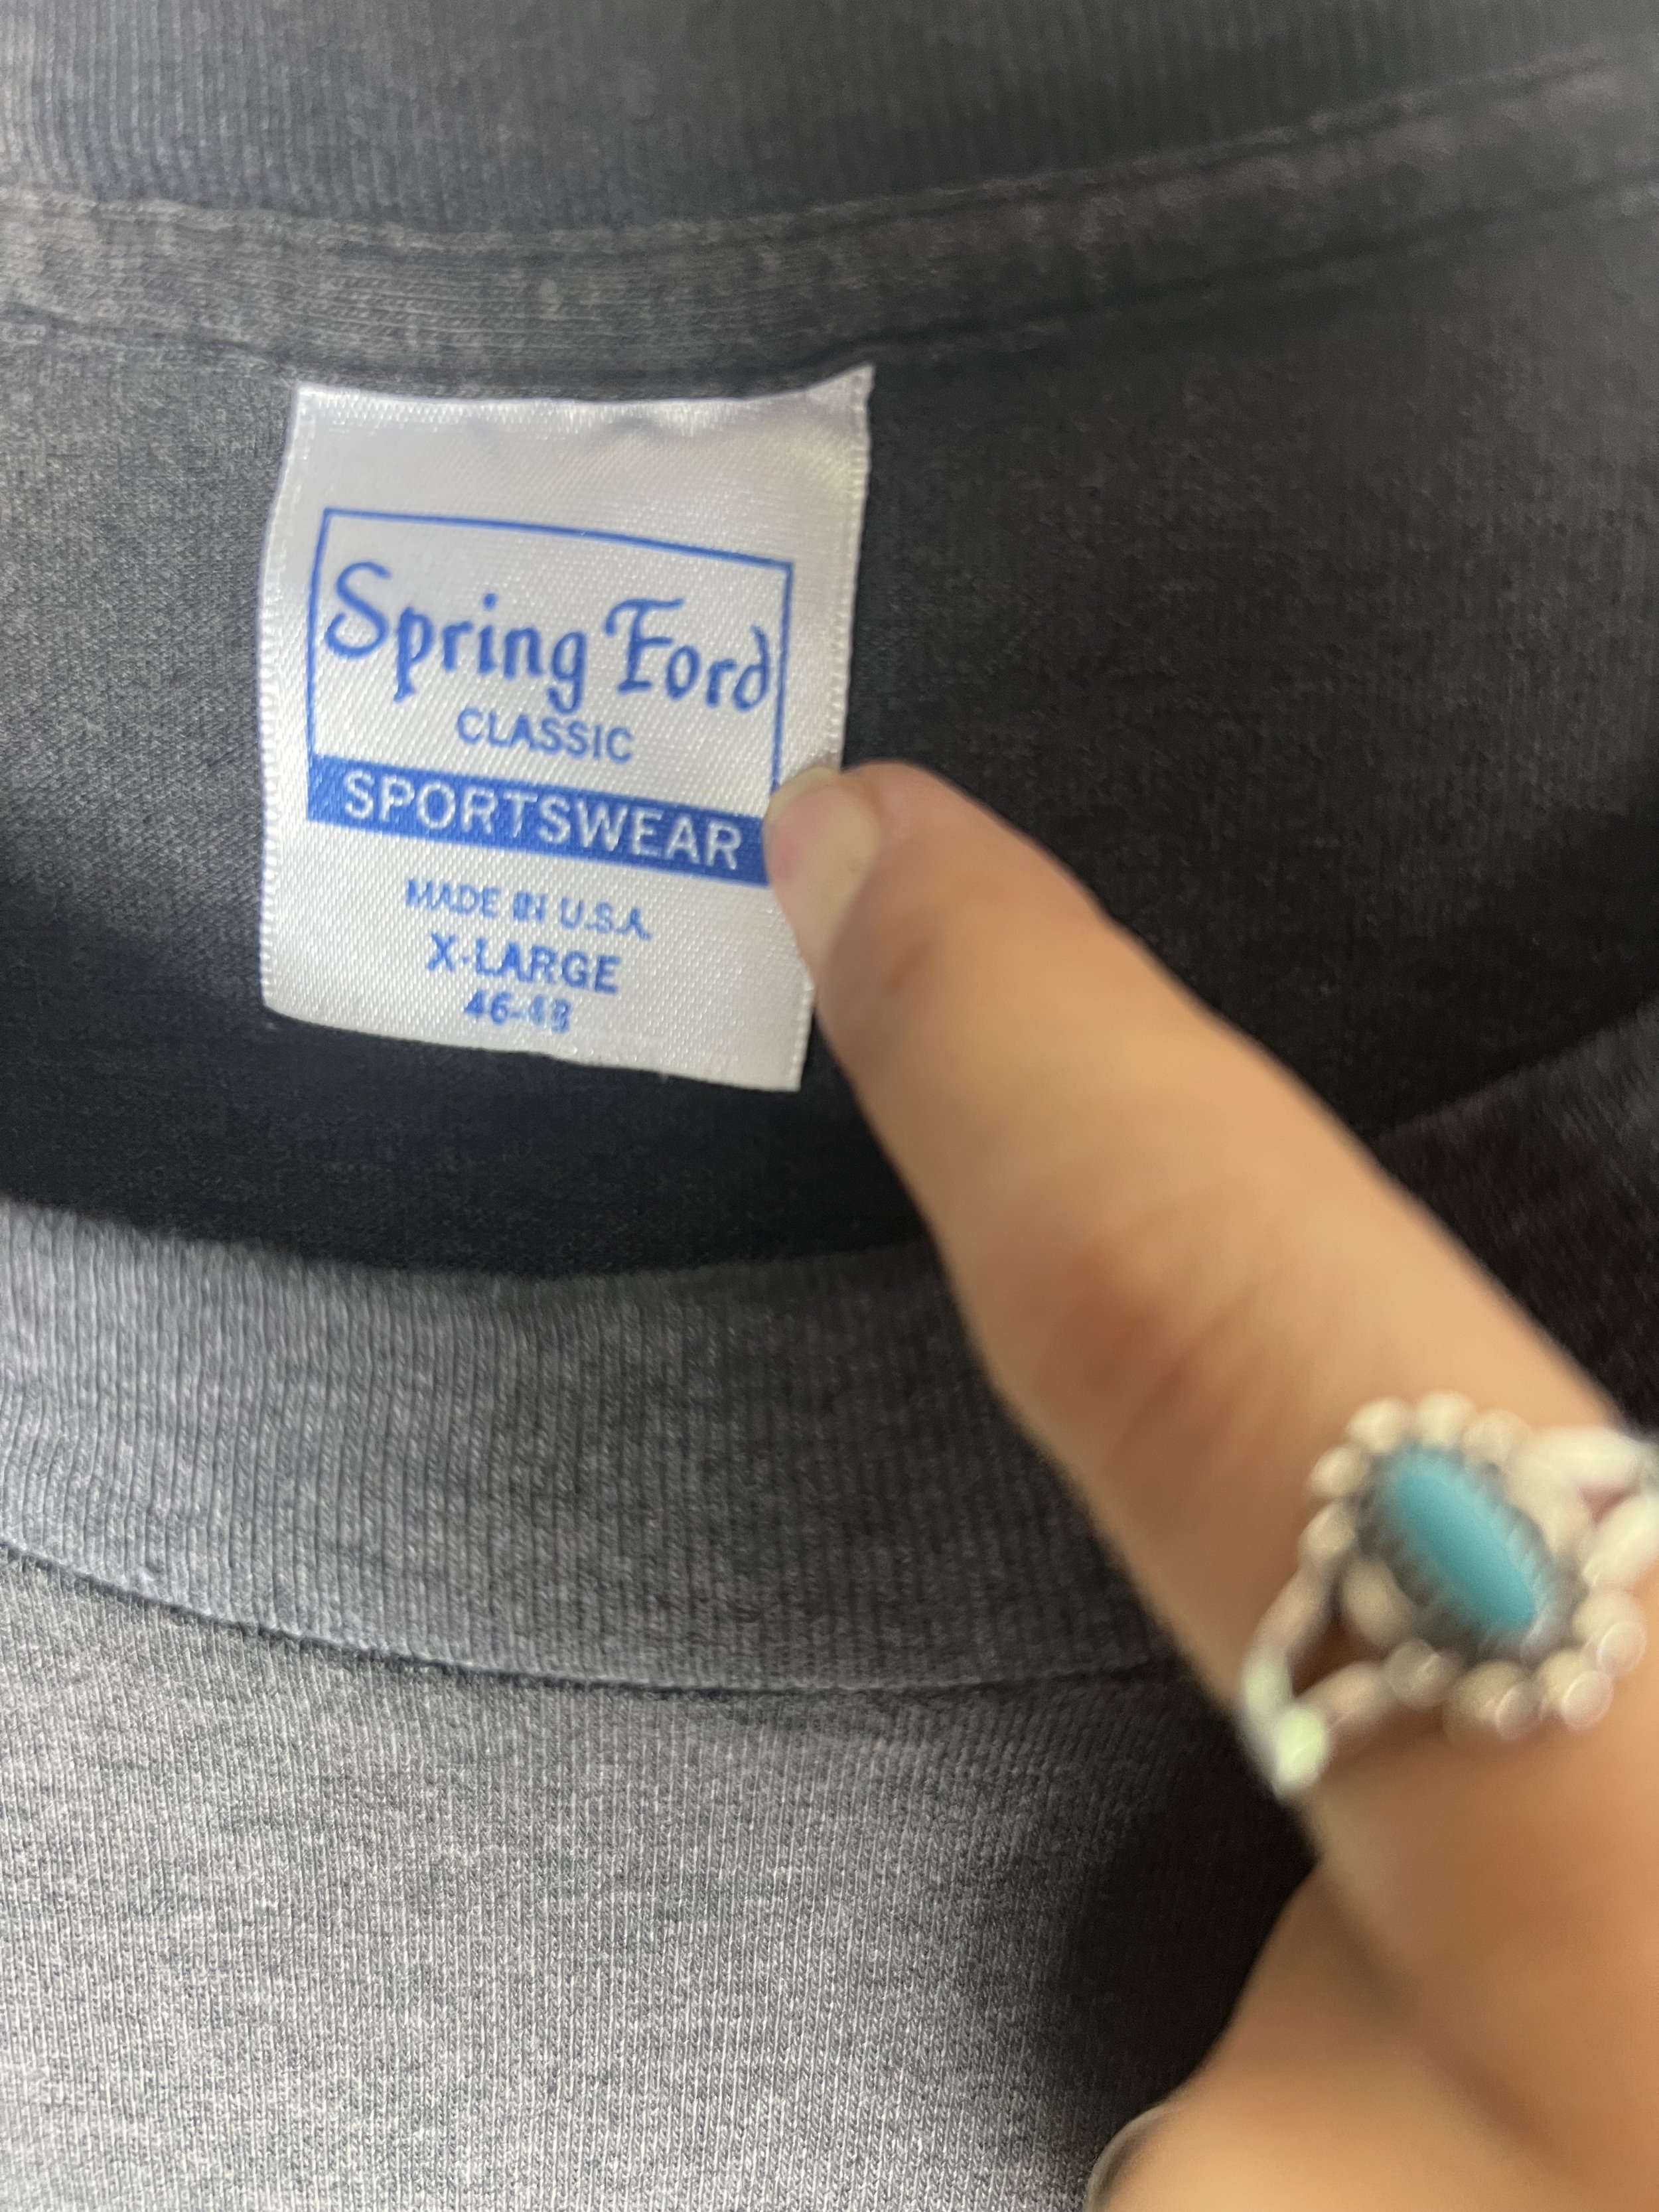 Spring Ford
CLASSIC
SPORTSWEAR
MADE IN U.S.A.
X-LARGE
46-48